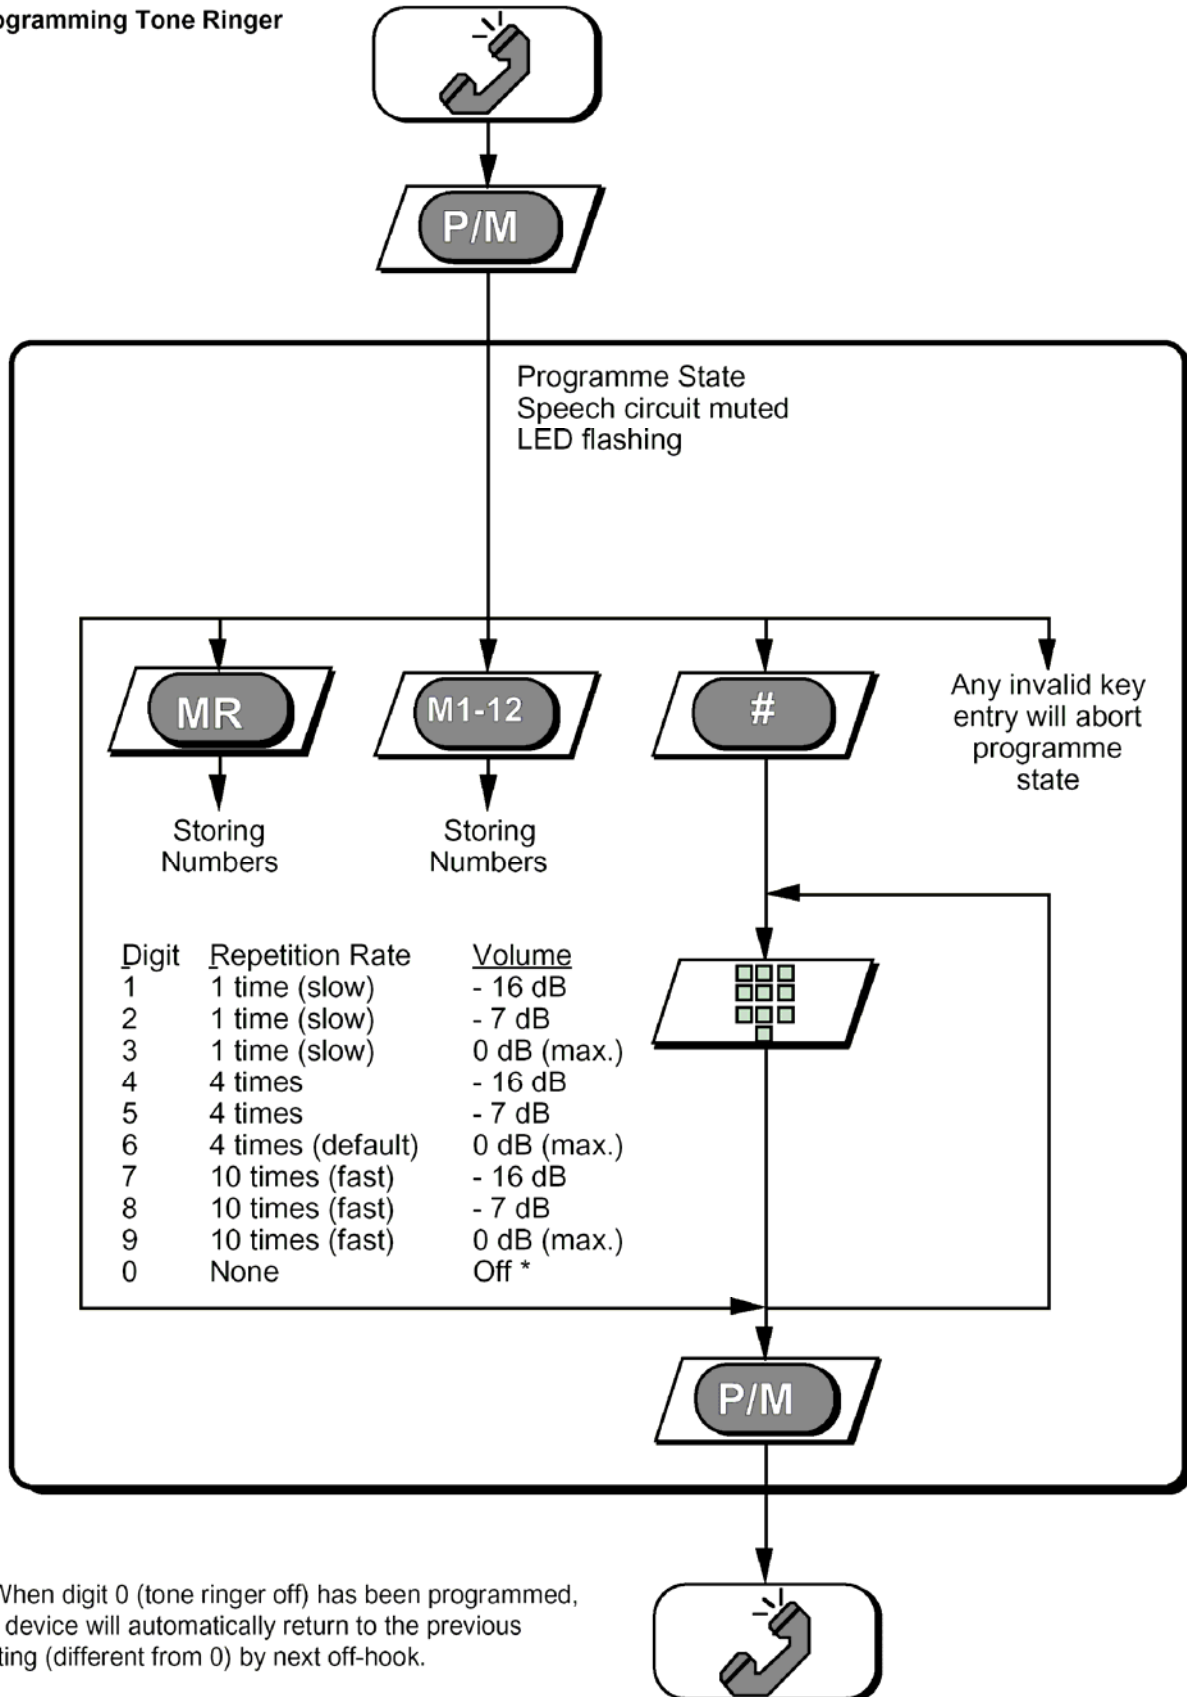 ogramming Tone Ringer
P/M
Programme State
Speech circuit muted
LED flashing
MR
M1-12
#
Any invalid key
entry will abort
programme
state
Storing
Numbers
Storing
Numbers
Digit Repetition Rate Volume
1 1 time (slow) - 16 dB
2 1 time (slow) - 7 dB
3 1 time (slow) 0 dB (max.)
4 4 times - 16 dB
5 4 times - 7 dB
6 4 times (default) 0 dB (max.)
7 10 times (fast) - 16 dB
8 10 times (fast) - 7 dB
9 10 times (fast) 0 dB (max.)
0 None Off *
P/M
When digit 0 (tone ringer off) has been programmed,
device will automatically return to the previous
ting (different from 0) by next off-hook.